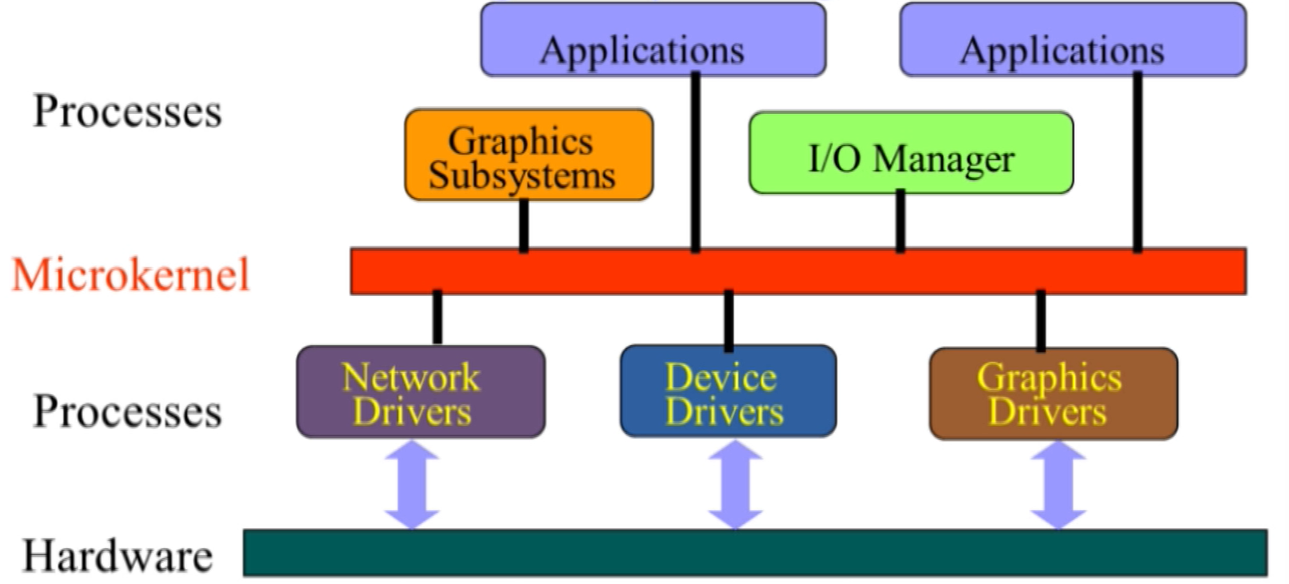 Applications
Applications
Processes
Graphics
Subsystems
I/O Manager
Microkernel
Processes
Network
Drivers
Device
Drivers
Graphics
Drivers
Hardware